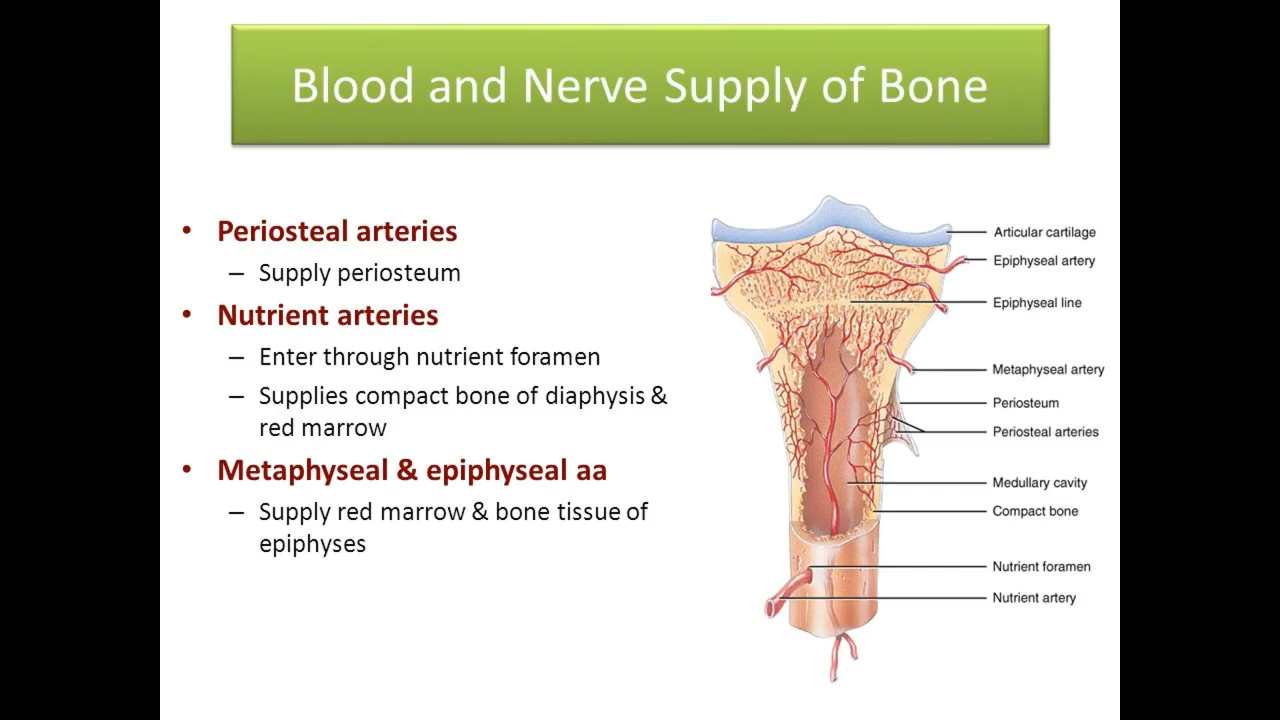 Blood and Nerve Supply of Bone
• Periosteal arteries
– Supply periosteum
• Nutrient arteries
– Enter through nutrient foramen
– Supplies compact bone of diaphysis &
red marrow
• Metaphyseal & epiphyseal aa
– Supply red marrow & bone tissue of
epiphyses
Articular cartilage
Epiphyseal artery
Epiphyseal line
Metaphyseal artery
Periosteum
Periosteal arteries
Medullary cavity
Compact bone
Nutrient foramen
Nutrient artery